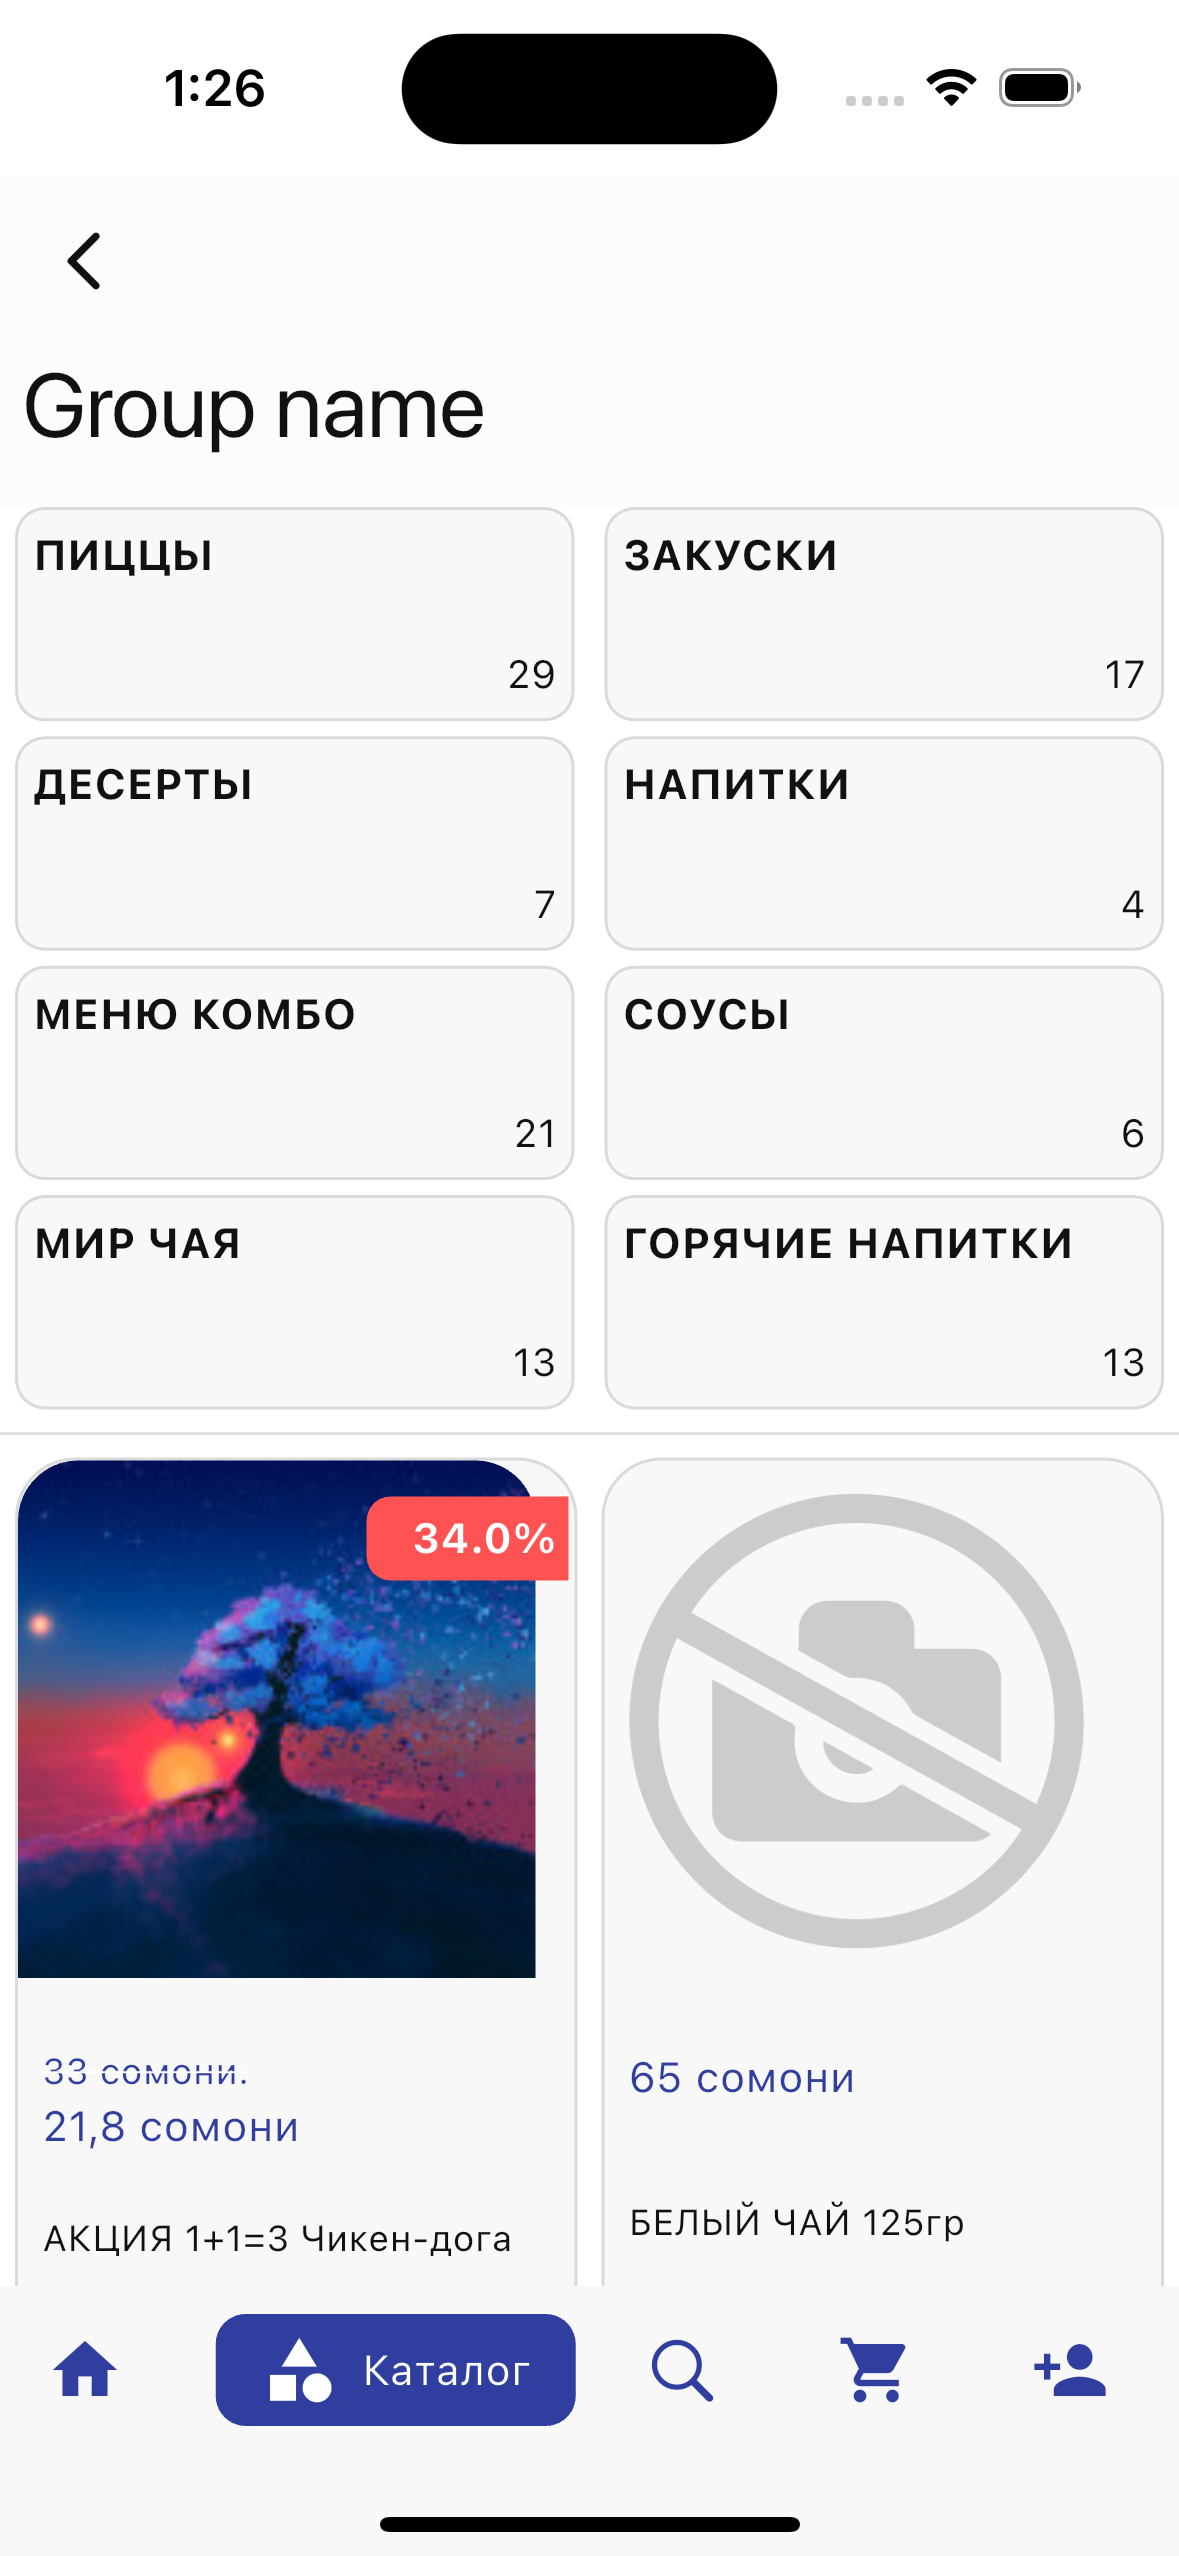 1:26
Group name
ПИЦЦЫ
29
ЗАКУСКИ
17
ДЕСЕРТЫ
7
НАПИТКИ
4
МЕНЮ КОМБО
21
СОУСЫ
6
МИР ЧАЯ
13
ГОРЯЧИЕ НАПИТКИ
13
34.0%
33 сомони.
21,8 сомони
АКЦИЯ 1+1=3 Чикен-дога
65 сомони
БЕЛЫЙ ЧАЙ 125гр
Каталог